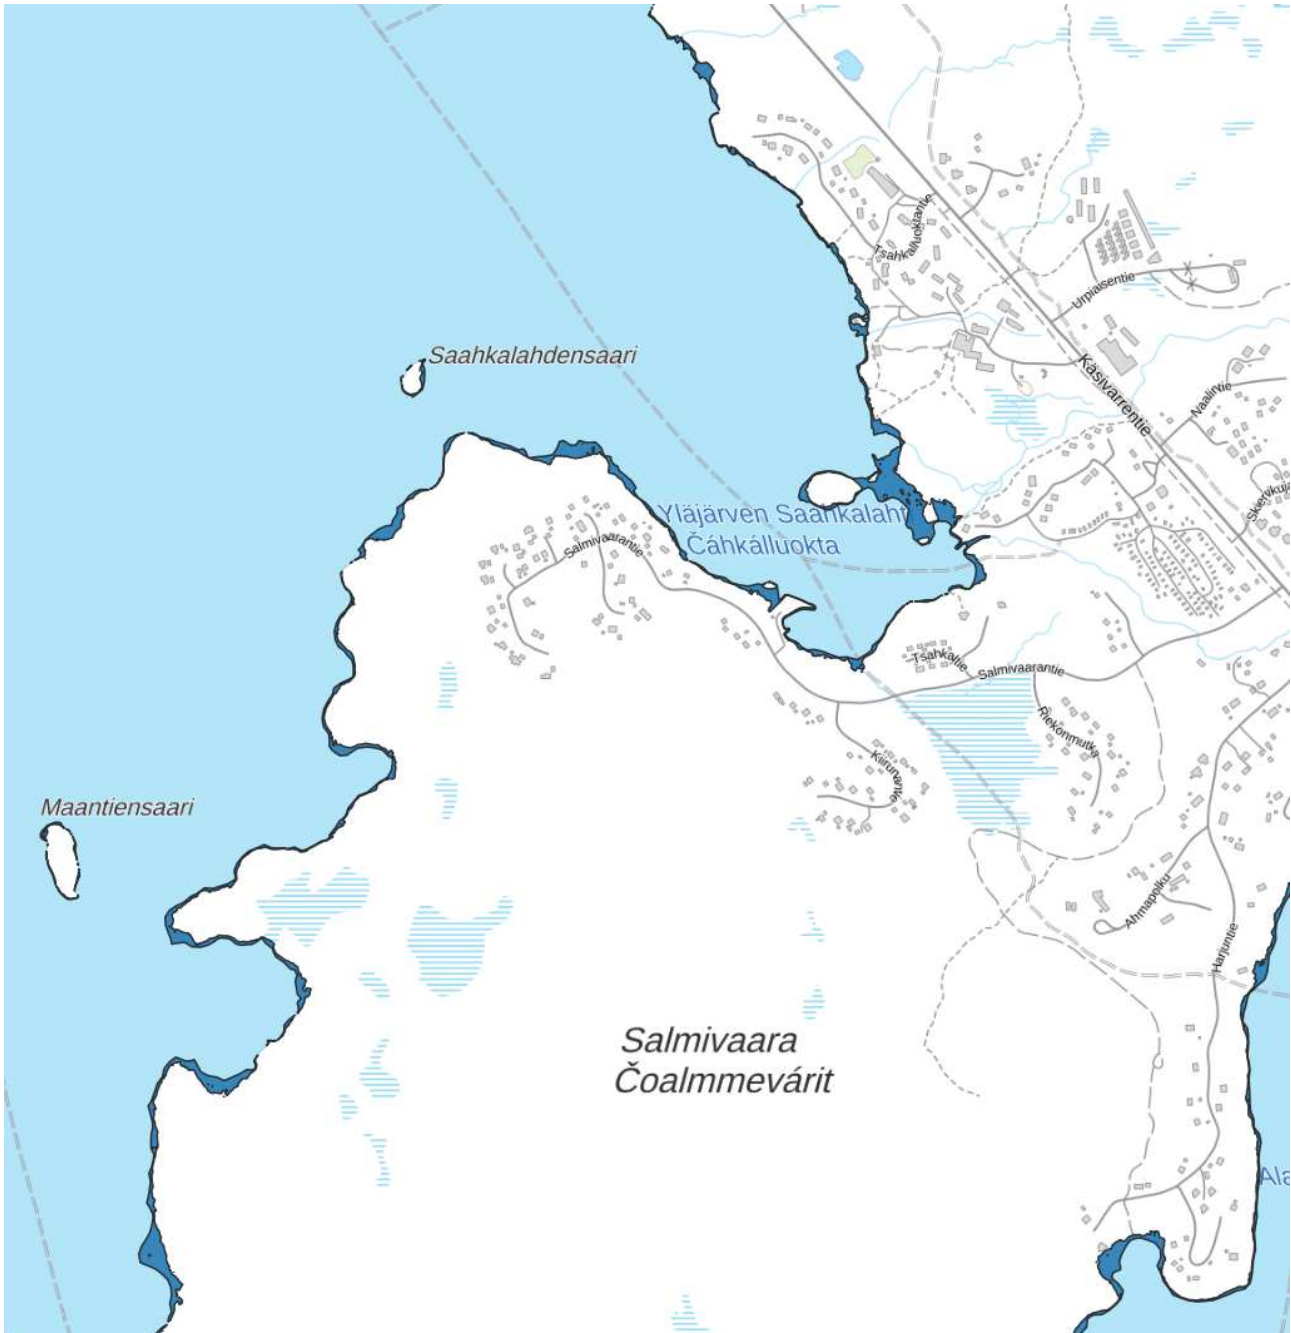 Tsahkalluoktantie
Urpiaisentie
Saahkalahdensaari
Käsivarrentie
Naalintie
Skierrikuja
Yläjärven Saahkalaht
Čáhkálluokta
Salmivaarantie
Tsahkaltie
Salmivaarantie
Riekonmutka
Kiirunantie
Maantiensaari
Ahmapolku
Harjuntie
Salmivaara
Čoalmmevárit
Ala